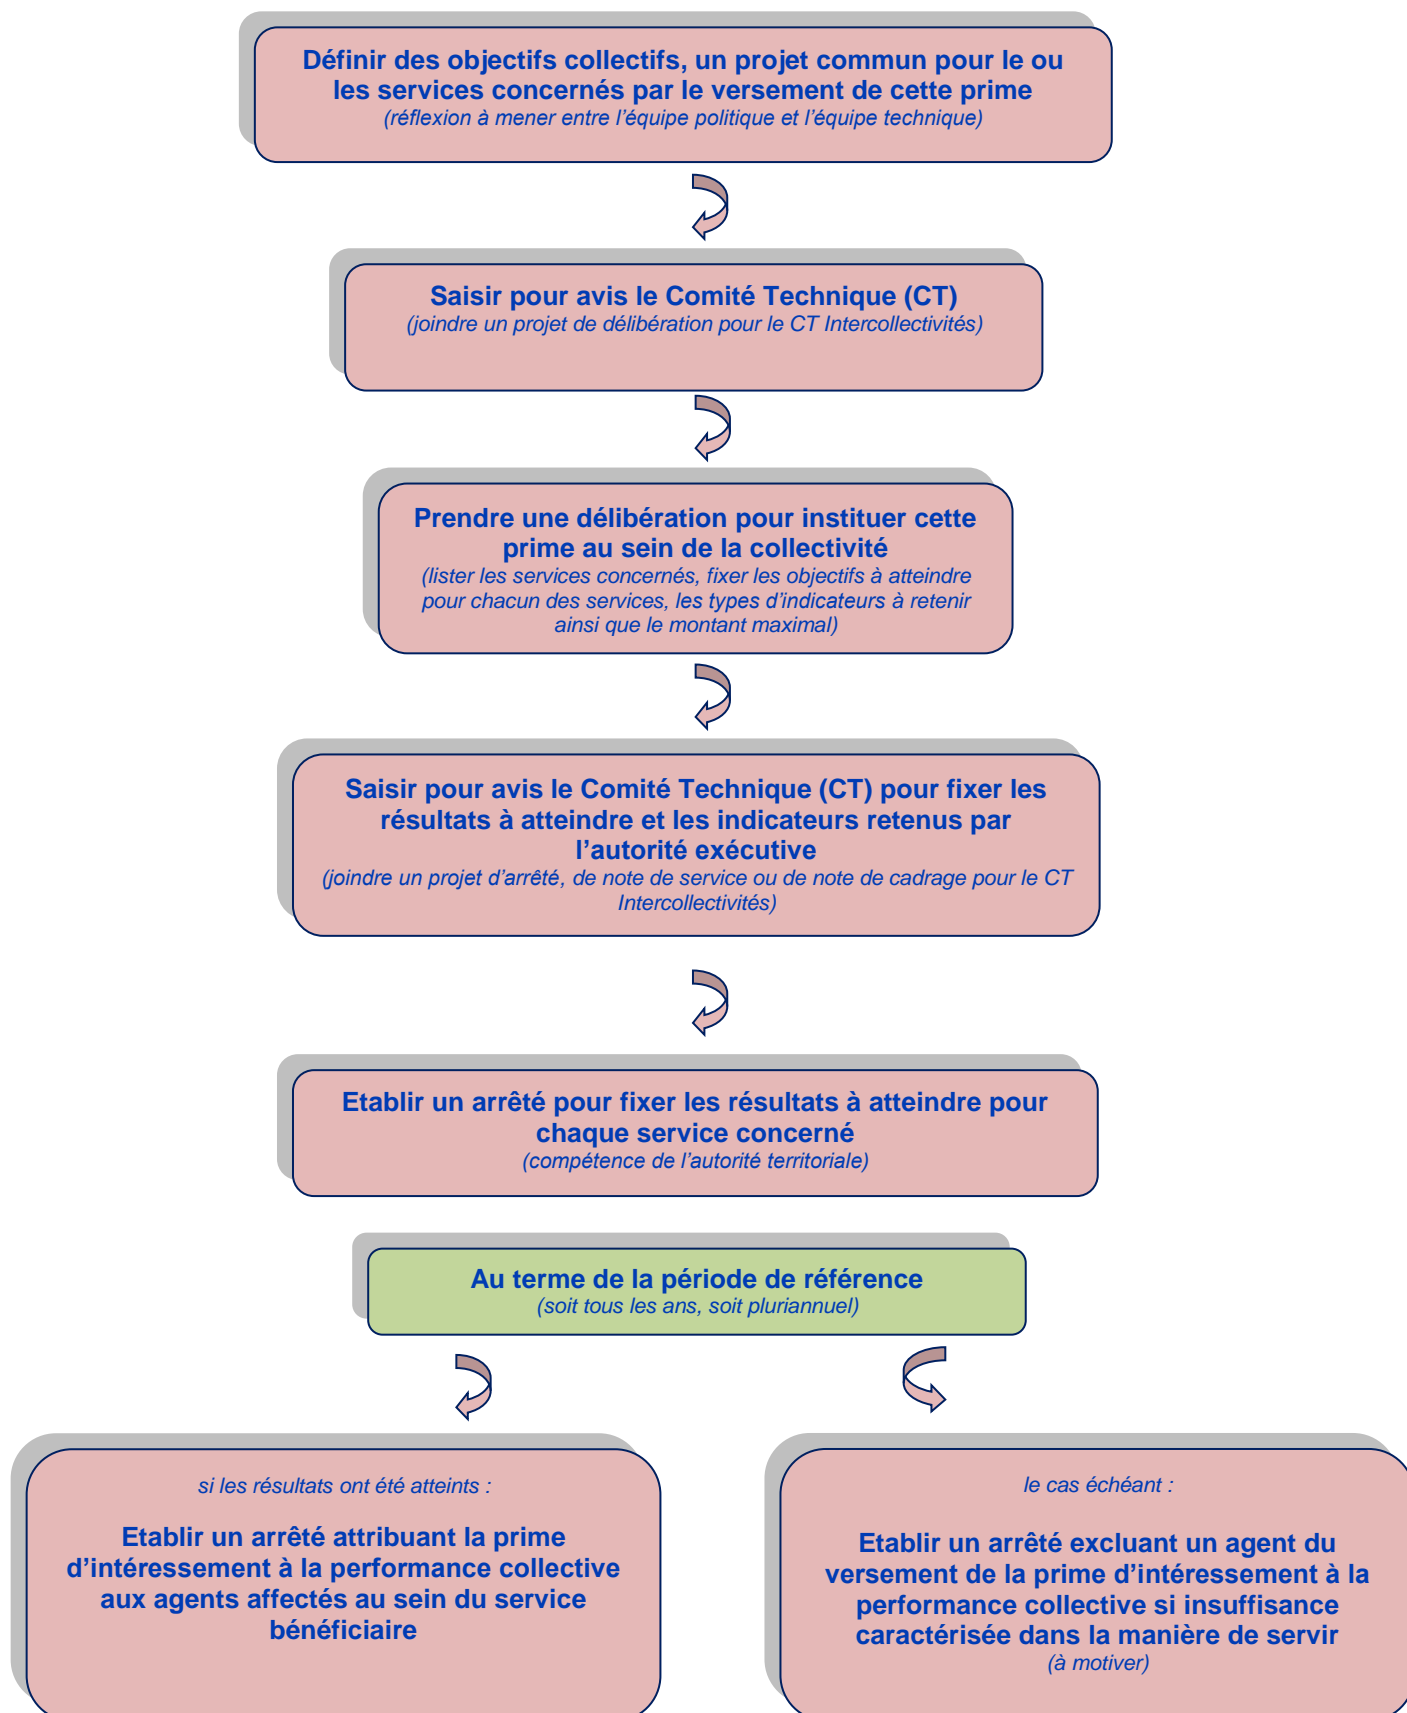 Définir des objectifs collectifs, un projet commun pour le ou
les services concernés par le versement de cette prime
(réflexion à mener entre l’équipe politique et l’équipe technique)
Saisir pour avis le Comité Technique (CT)
(joindre un projet de délibération pour le CT Intercollectivités)
Prendre une délibération pour instituer cette
prime au sein de la collectivité
(lister les services concernés, fixer les objectifs à atteindre
pour chacun des services, les types d’indicateurs à retenir
ainsi que le montant maximal)
Saisir pour avis le Comité Technique (CT) pour fixer les
résultats à atteindre et les indicateurs retenus par
l’autorité exécutive
(joindre un projet d’arrêté, de note de service ou de note de cadrage pour le CT
Intercollectivités)
Etablir un arrêté pour fixer les résultats à atteindre pour
chaque service concerné
(compétence de l’autorité territoriale)
Au terme de la période de référence
(soit tous les ans, soit pluriannuel)
si les résultats ont été atteints :
Etablir un arrêté attribuant la prime
d’intéressement à la performance collective
aux agents affectés au sein du service
bénéficiaire
le cas échéant :
Etablir un arrêté excluant un agent du
versement de la prime d’intéressement à la
performance collective si insuffisance
caractérisée dans la manière de servir
(à motiver)